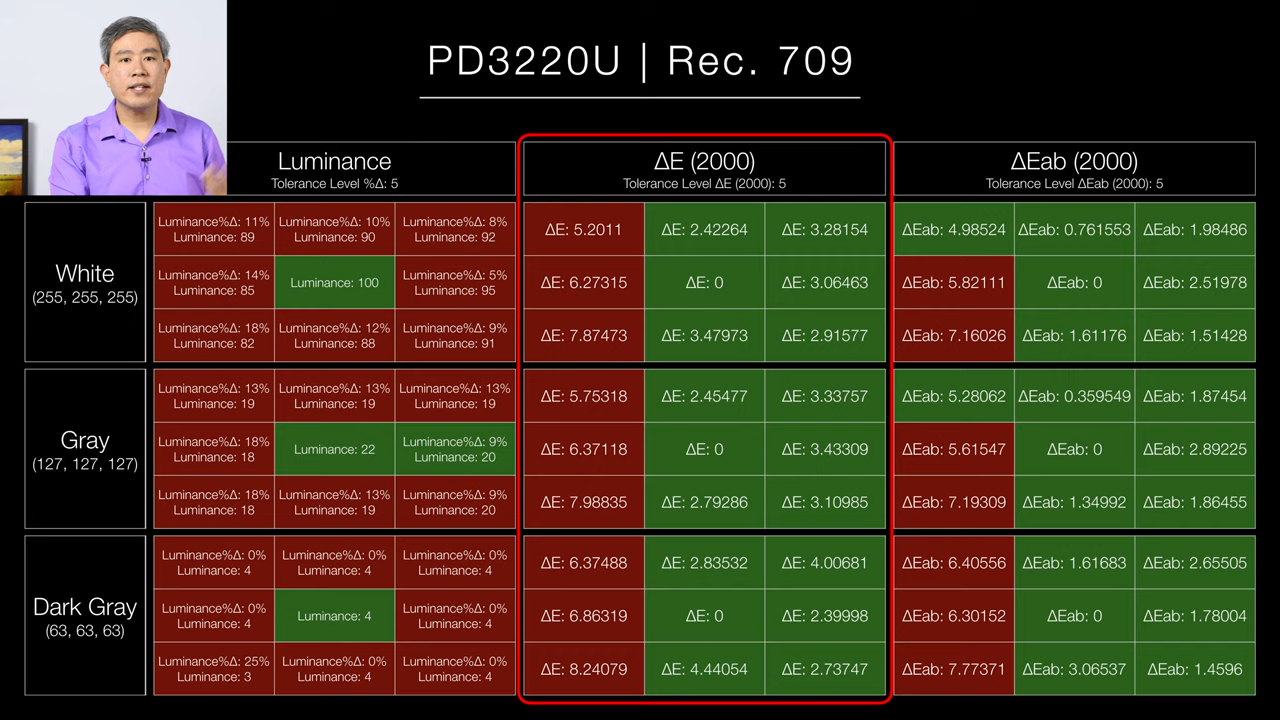 PD3220U | Rec. 709
Luminance
Tolerance Level %Δ: 5
ΔE (2000)
Tolerance Level ΔE (2000): 5
ΔEab (2000)
Tolerance Level ΔEab (2000): 5
White
(255, 255, 255)
Luminance%Δ: 11%
Luminance: 89
Luminance%Δ: 10%
Luminance: 90
Luminance%Δ: 8%
Luminance: 92
ΔE: 5.2011
ΔE: 2.42264
ΔE: 3.28154
ΔEab: 4.98524
ΔEab: 0.761553
ΔEab: 1.98486
Luminance%Δ: 14%
Luminance: 85
Luminance: 100
Luminance%Δ: 5%
Luminance: 95
ΔE: 6.27315
ΔE: 0
ΔE: 3.06463
ΔEab: 5.82111
ΔEab: 0
ΔEab: 2.51978
Luminance%Δ: 18%
Luminance: 82
Luminance%Δ: 12%
Luminance: 88
Luminance%Δ: 9%
Luminance: 91
ΔE: 7.87473
ΔE: 3.47973
ΔE: 2.91577
ΔEab: 7.16026
ΔEab: 1.61176
ΔEab: 1.51428
Gray
(127, 127, 127)
Luminance%Δ: 13%
Luminance: 19
Luminance%Δ: 13%
Luminance: 19
Luminance%Δ: 13%
Luminance: 19
ΔE: 5.75318
ΔE: 2.45477
ΔE: 3.33757
ΔEab: 5.28062
ΔEab: 0.359549
ΔEab: 1.87454
Luminance%Δ: 18%
Luminance: 18
Luminance: 22
Luminance%Δ: 9%
Luminance: 20
ΔE: 6.37118
ΔE: 0
ΔE: 3.43309
ΔEab: 5.61547
ΔEab: 0
ΔEab: 2.89225
Luminance%Δ: 18%
Luminance: 18
Luminance%Δ: 13%
Luminance: 19
Luminance%Δ: 9%
Luminance: 20
ΔE: 7.98835
ΔE: 2.79286
ΔE: 3.10985
ΔEab: 7.19309
ΔEab: 1.34992
ΔEab: 1.86455
Dark Gray
(63, 63, 63)
Luminance%Δ: 0%
Luminance: 4
Luminance%Δ: 0%
Luminance: 4
Luminance%Δ: 0%
Luminance: 4
ΔE: 6.37488
ΔE: 2.83532
ΔE: 4.00681
ΔEab: 6.40556
ΔEab: 1.61683
ΔEab: 2.65505
Luminance%Δ: 0%
Luminance: 4
Luminance: 4
Luminance%Δ: 0%
Luminance: 4
ΔE: 6.86319
ΔE: 0
ΔE: 2.39998
ΔEab: 6.30152
ΔEab: 0
ΔEab: 1.78004
Luminance%Δ: 25%
Luminance: 3
Luminance%Δ: 0%
Luminance: 4
Luminance%Δ: 0%
Luminance: 4
ΔE: 8.24079
ΔE: 4.44054
ΔE: 2.73747
ΔEab: 7.77371
ΔEab: 3.06537
ΔEab: 1.4596